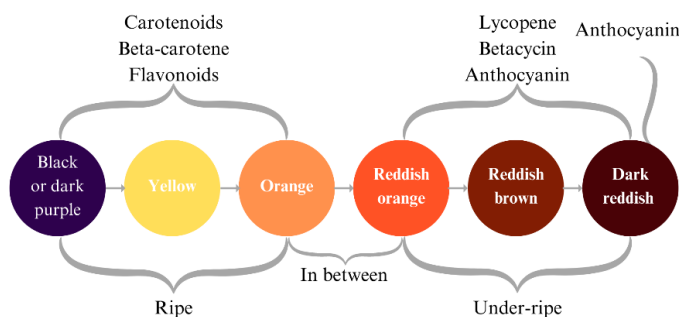 Carotenoids
Beta-carotene
Flavonoids
Lycopene
Betacycin
Anthocyanin
Anthocyanin
Black
or dark
purple
Yellow
Orange
Reddish
orange
Reddish
brown
Dark
reddish
In between
Ripe
Under-ripe